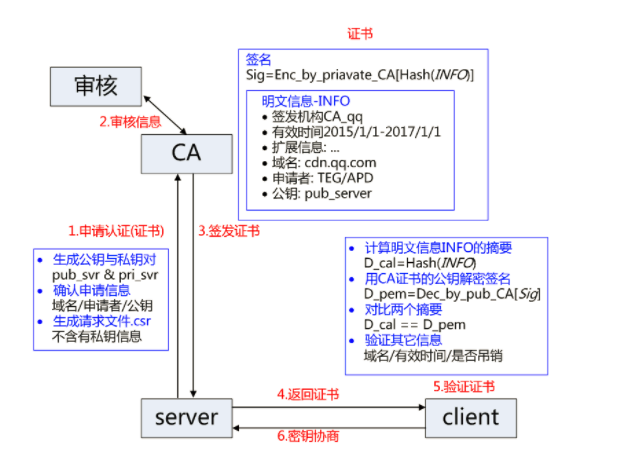 证书
签名
Sig=Enc_by_priavate_CA[Hash(INFO)]
明文信息-INFO
• 签发机构CA_qq
• 有效时间2015/1/1-2017/1/1
• 扩展信息: ...
• 域名: cdn.qq.com
• 申请者: TEG/APD
• 公钥: pub_server
审核
2.审核信息
CA
1.申请认证(证书)
3.签发证书
• 生成公钥与私钥对
pub_svr & pri_svr
• 确认申请信息
域名/申请者/公钥
• 生成请求文件.csr
不含有私钥信息
• 计算明文信息INFO的摘要
D_cal=Hash(INFO)
• 用CA证书的公钥解密签名
D_pem=Dec_by_pub_CA[Sig]
• 对比两个摘要
D_cal == D_pem
• 验证其它信息
域名/有效时间/是否吊销
4.返回证书
5.验证证书
server
client
6.密钥协商